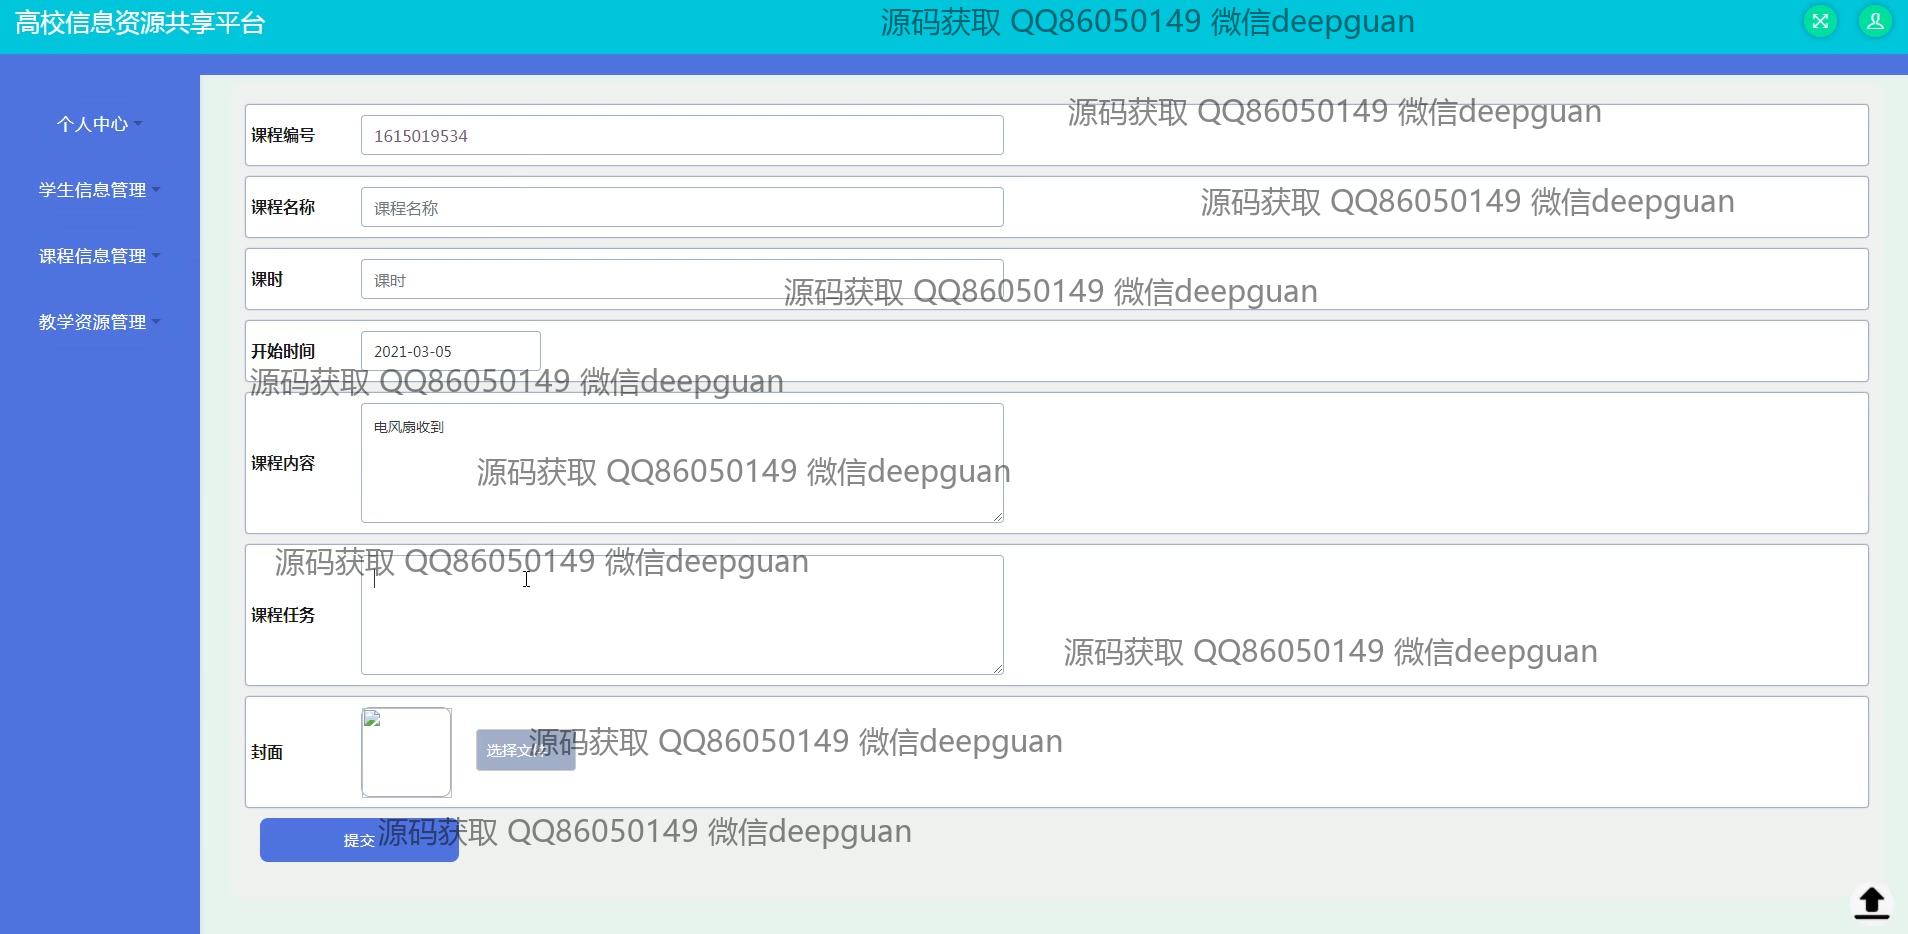 高校信息资源共享平台
源码获取 QQ86050149 微信deepguan
个人中心
学生信息管理
课程信息管理
教学资源管理
源码获取 QQ86050149 微信deepguan
课程编号
1615019534
课程名称
课程名称
源码获取 QQ86050149 微信deepguan
课时
课时
源码获取 QQ86050149 微信deepguan
开始时间
2021-03-05
源码获取 QQ86050149 微信deepguan
课程内容
电风扇收到
源码获取 QQ86050149 微信deepguan
源码获取 QQ86050149 微信deepguan
课程任务
源码获取 QQ86050149 微信deepguan
封面
选择文件
源码获取 QQ86050149 微信deepguan
提交
源码获取 QQ86050149 微信deepguan